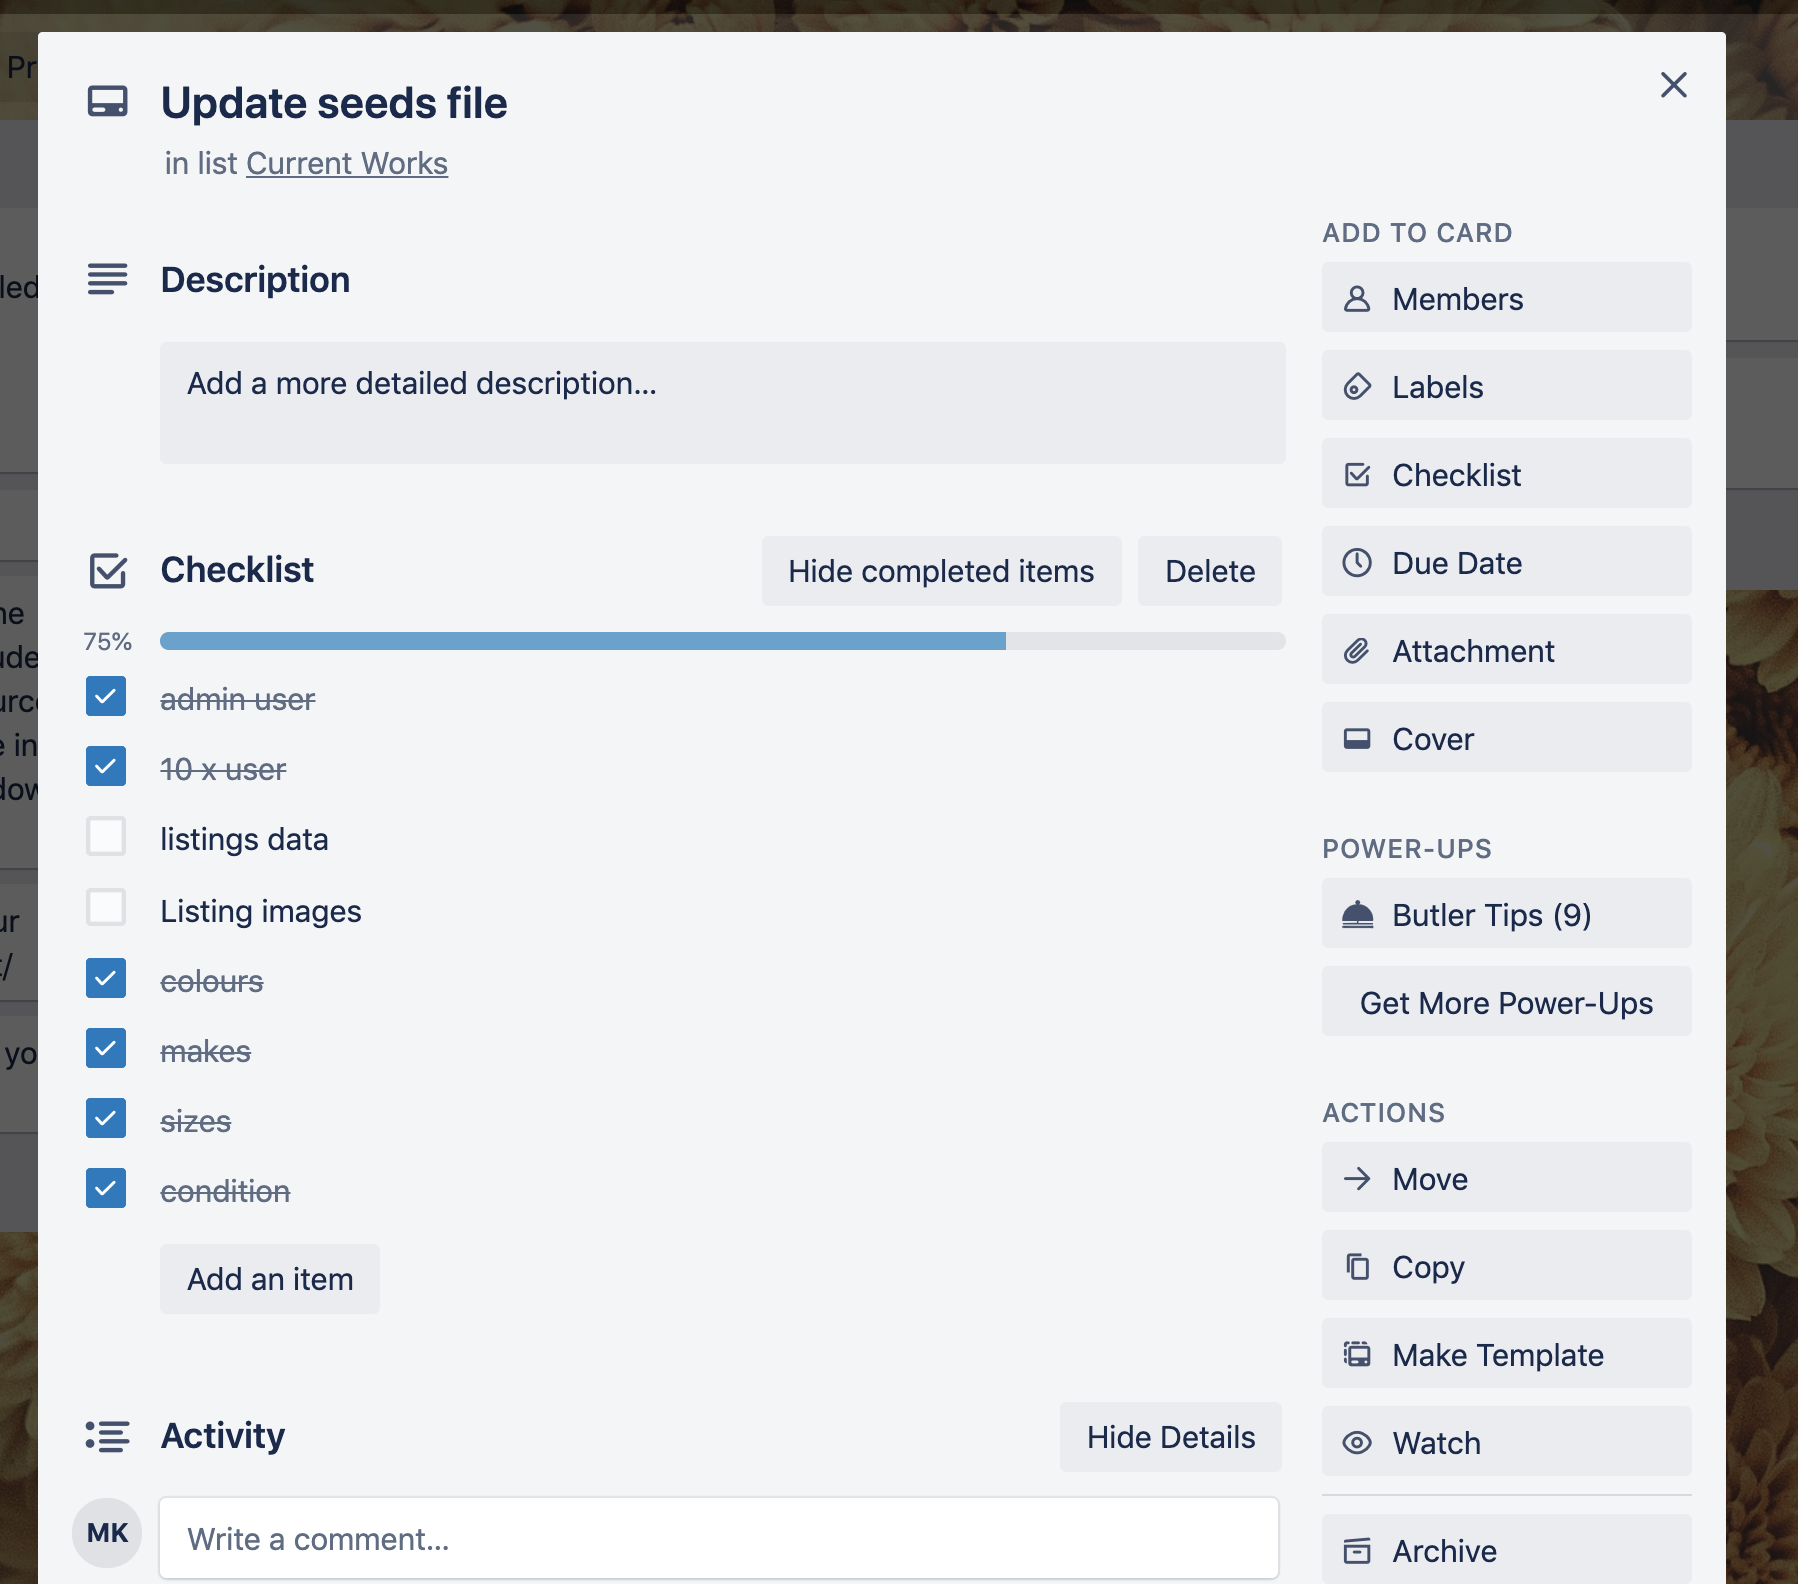 Pr
Update seeds file
in list Current Works
ADD TO CARD
Members
Labels
Checklist
Due Date
Attachment
Cover
POWER-UPS
Butler Tips (9)
Get More Power-Ups
ACTIONS
Move
Copy
Make Template
Watch
Archive
Description
Add a more detailed description...
Checklist
Hide completed items
Delete
75%
admin user
10 x user
listings data
Listing images
colours
makes
sizes
condition
Add an item
Activity
Hide Details
MK
Write a comment...